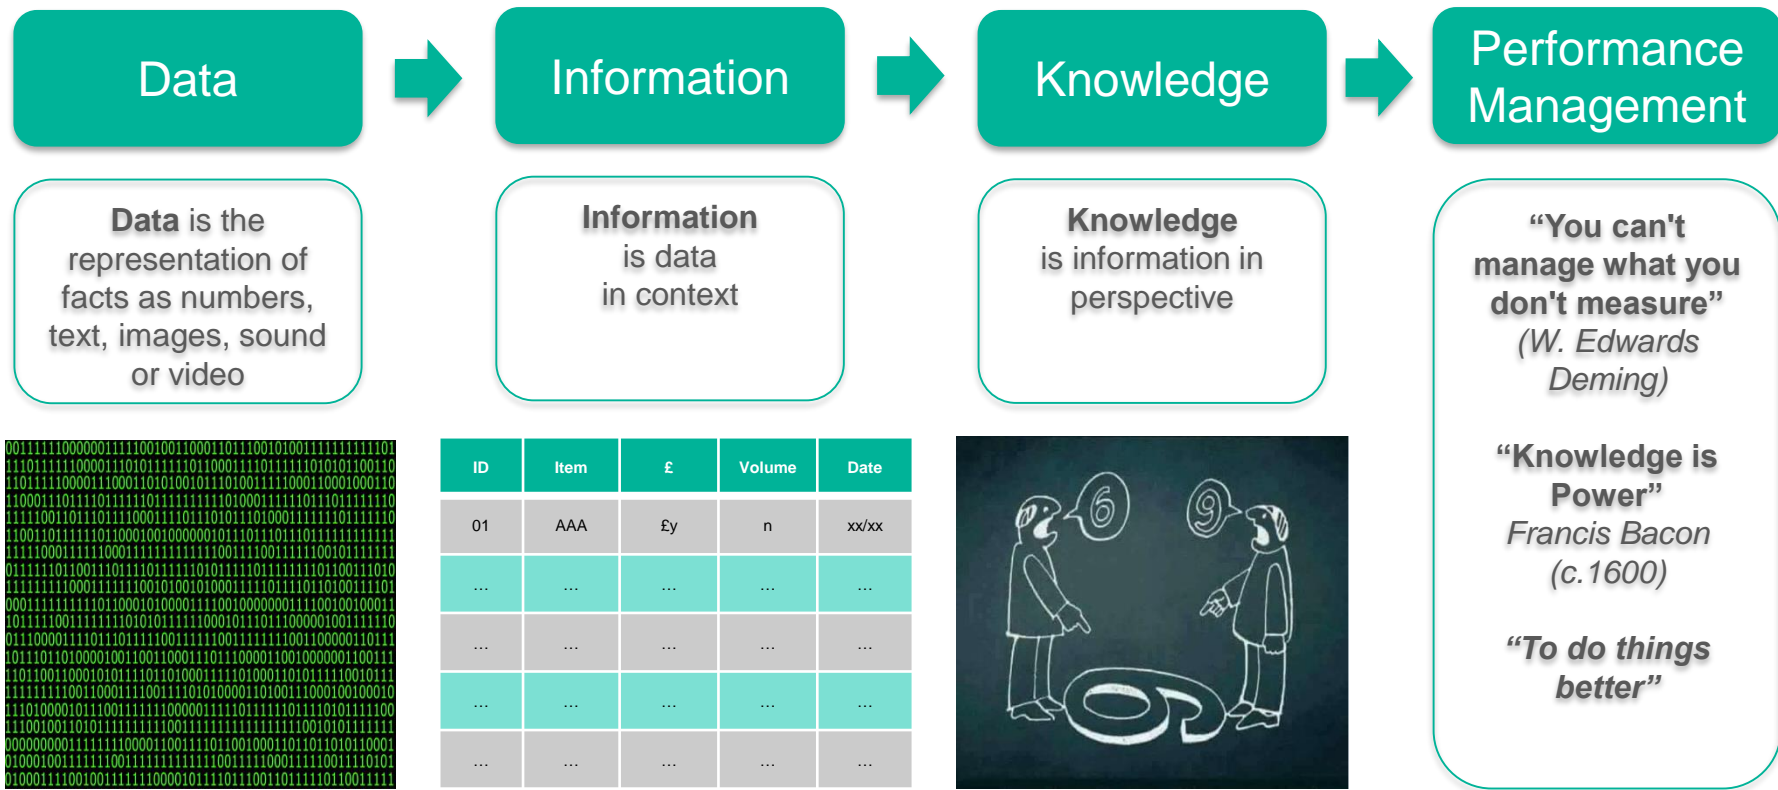 Data
Information
Knowledge
Performance
Management
Data is the
representation of
facts as numbers,
text, images, sound
or video
Information
is data
in context
Knowledge
is information in
perspective
“You can't
manage what you
don't measure”
(W. Edwards
Deming)
“Knowledge is
Power”
Francis Bacon
(c.1600)
“To do things
better”
ID Item £ Volume Date
01 AAA £y n xx/xx
... ... ... ... ...
... ... ... ... ...
... ... ... ... ...
... ... ... ... ...
6 9